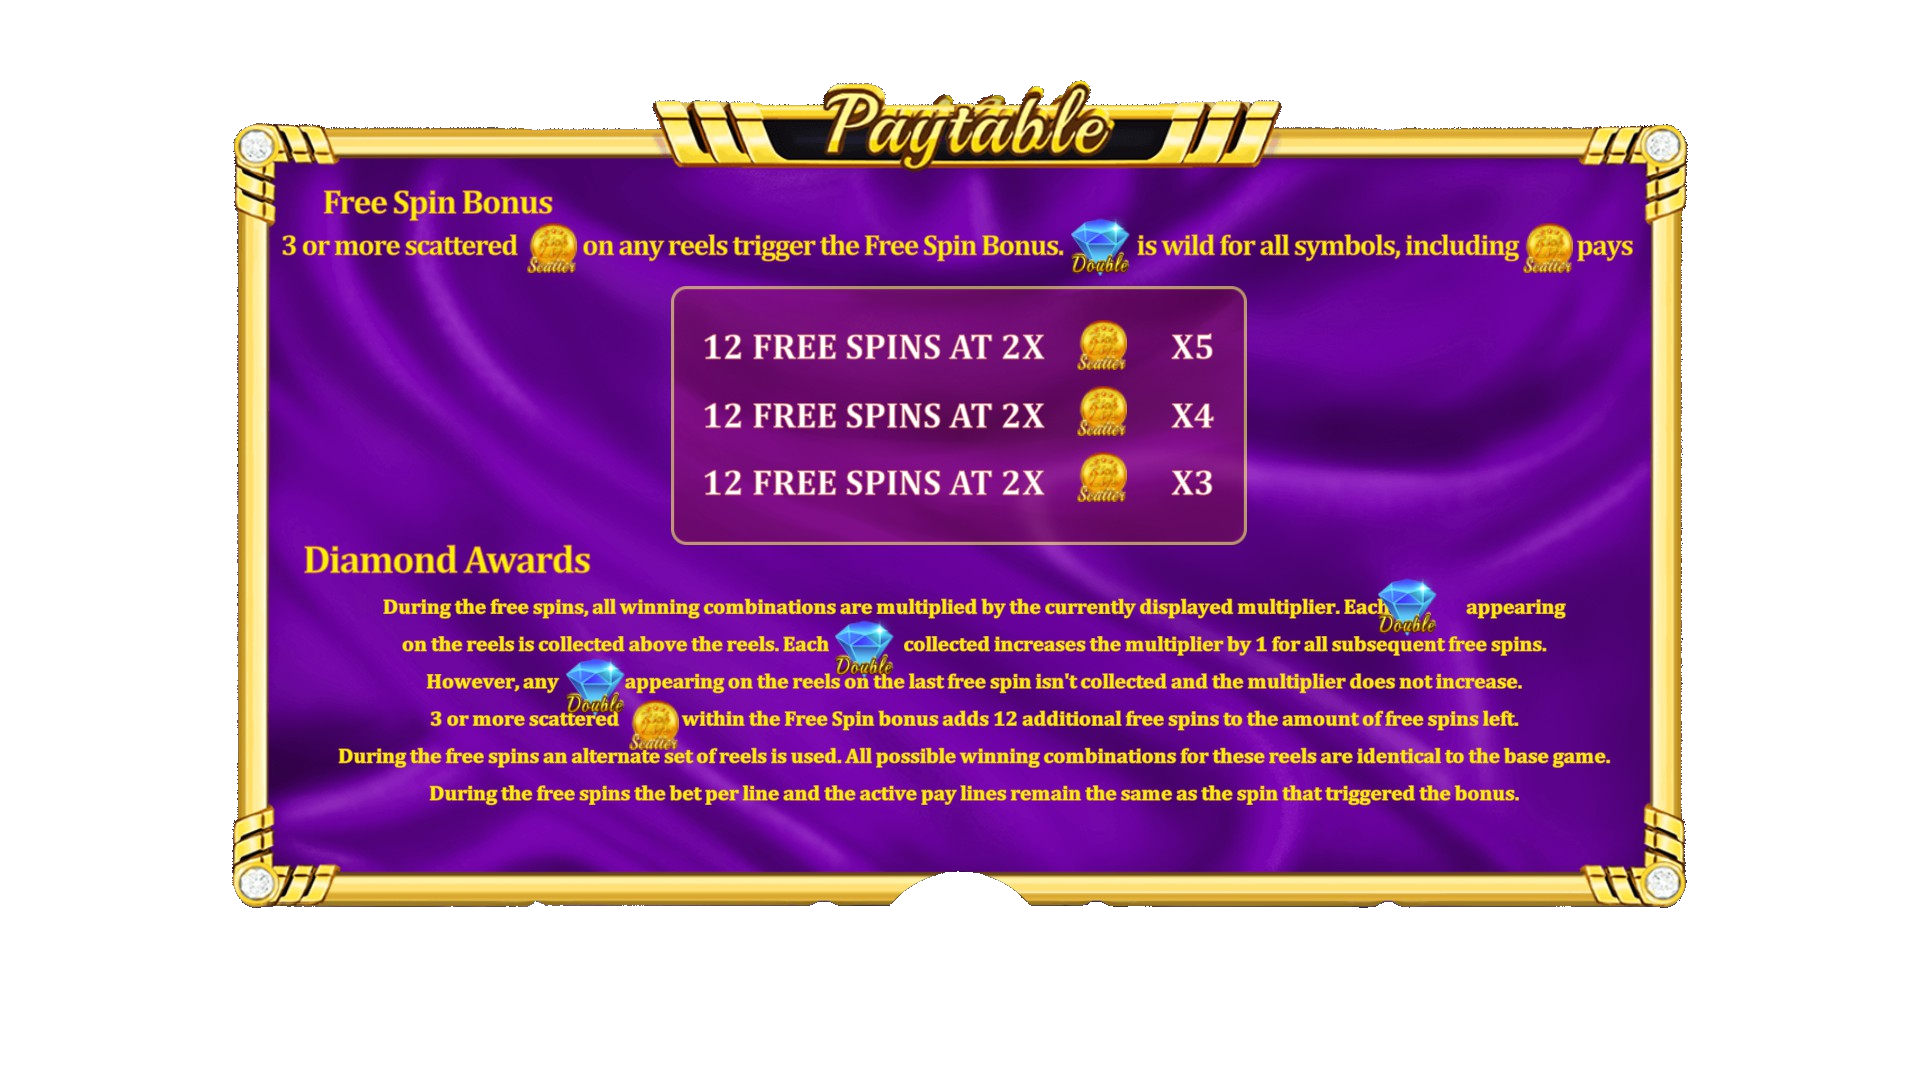 Paytable
Free Spin Bonus
3 or more scattered Scatter on any reels trigger the Free Spin Bonus. Double is wild for all symbols, including Scatter pays
12 FREE SPINS AT 2X Scatter X5
12 FREE SPINS AT 2X Scatter X4
12 FREE SPINS AT 2X Scatter X3
Diamond Awards
During the free spins, all winning combinations are multiplied by the currently displayed multiplier. Each Double appearing
on the reels is collected above the reels. Each Double collected increases the multiplier by 1 for all subsequent free spins.
However, any Double appearing on the reels on the last free spin isn't collected and the multiplier does not increase.
3 or more scattered Scatter within the Free Spin bonus adds 12 additional free spins to the amount of free spins left.
During the free spins an alternate set of reels is used. All possible winning combinations for these reels are identical to the base game.
During the free spins the bet per line and the active pay lines remain the same as the spin that triggered the bonus.